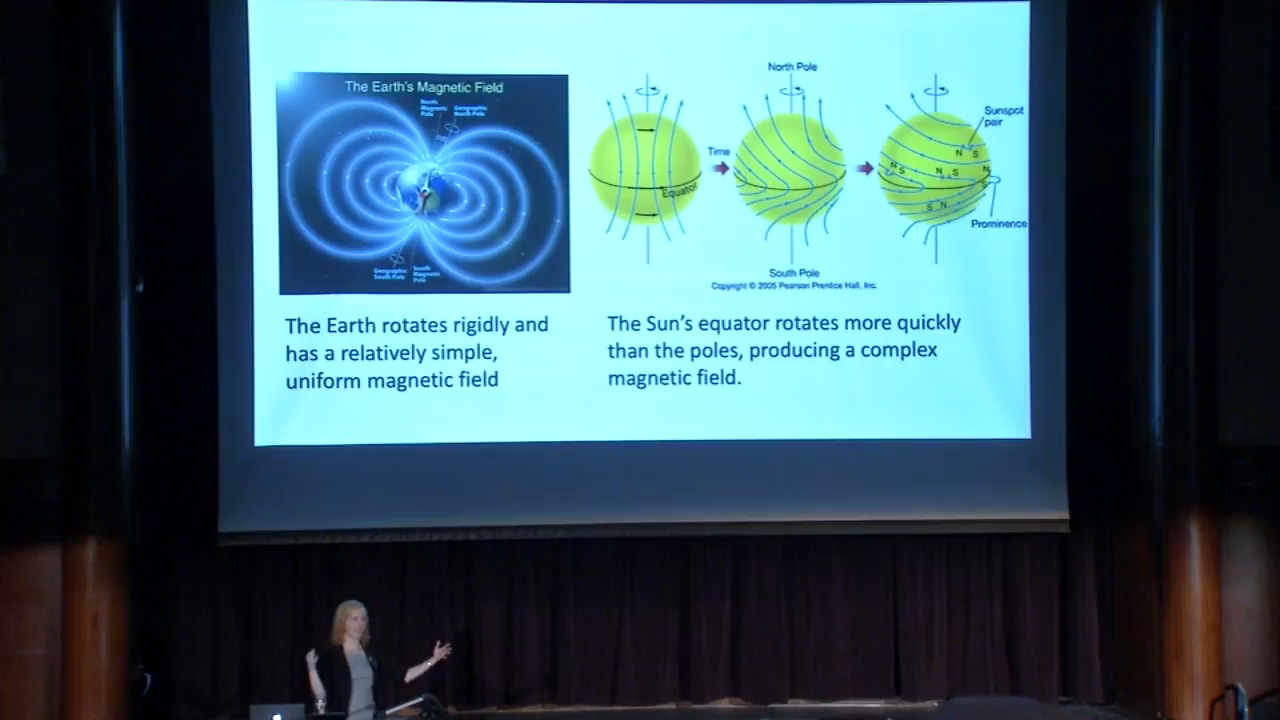 The Earth's Magnetic Field
North
Magnetic
Pole
Geographic
North Pole
Geographic
South Pole
South
Magnetic
Pole
North Pole
Time
Equator
South Pole
Sunspot
pair
N S
N S
N S
N
S
S N
Prominence
Copyright © 2005 Pearson Prentice Hall, Inc.
The Earth rotates rigidly and
has a relatively simple,
uniform magnetic field
The Sun's equator rotates more quickly
than the poles, producing a complex
magnetic field.